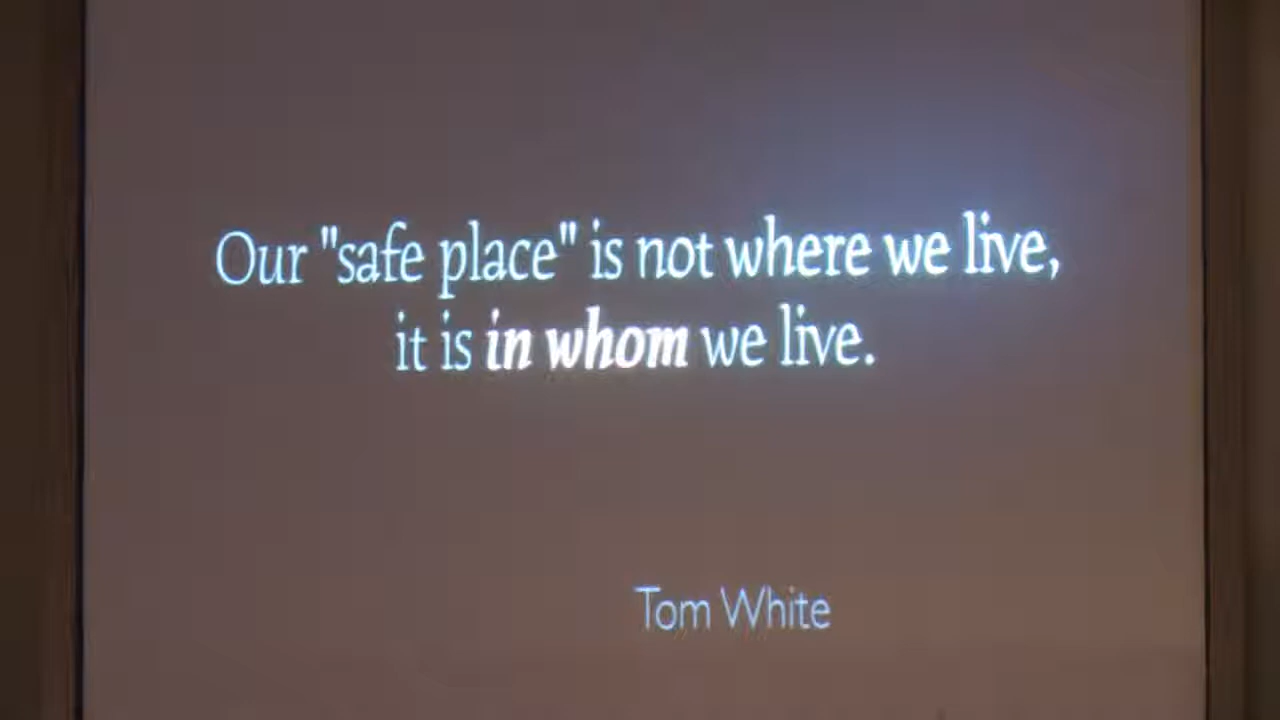 Our "safe place" is not where we live,
it is in whom we live.
Tom White